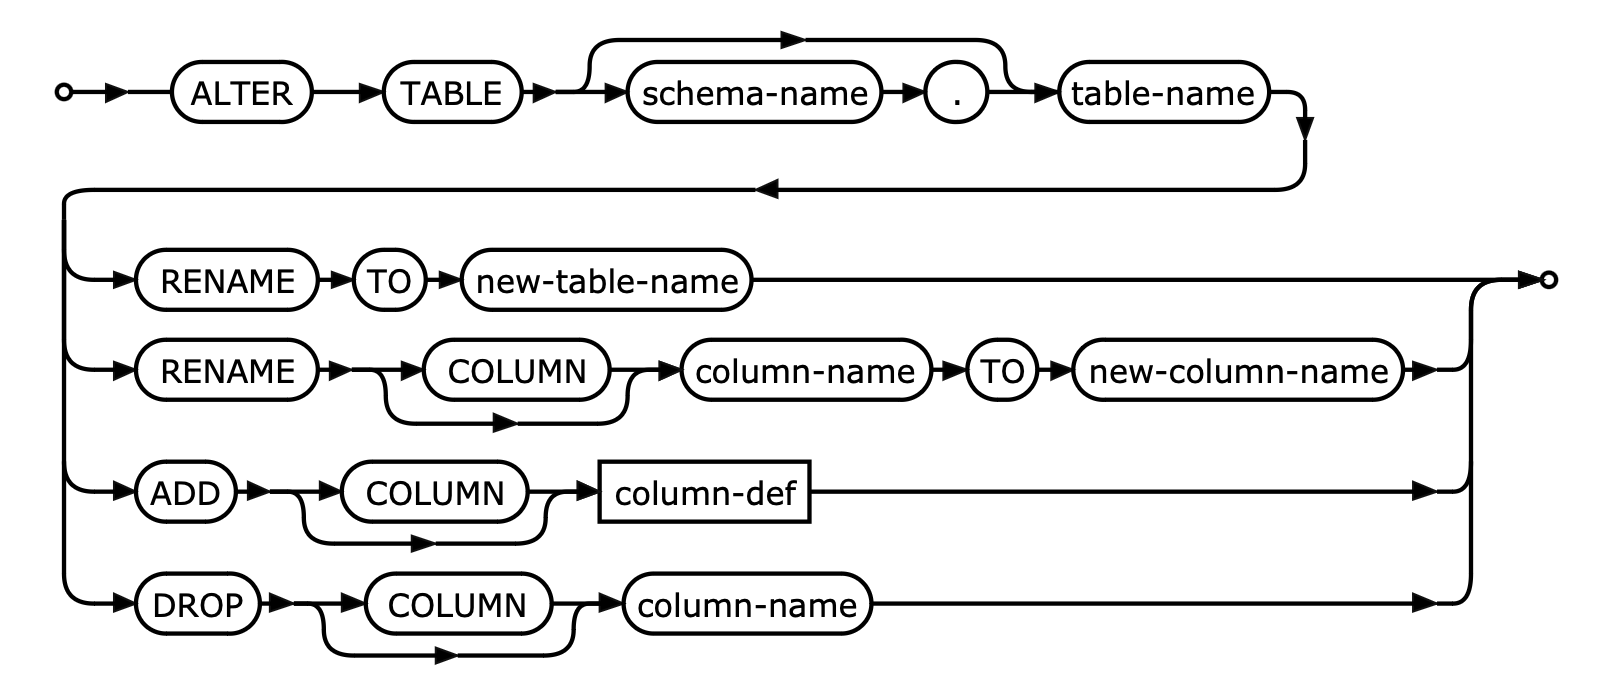 ALTER TABLE schema-name . table-name
RENAME TO new-table-name
RENAME COLUMN column-name TO new-column-name
ADD COLUMN column-def
DROP COLUMN column-name